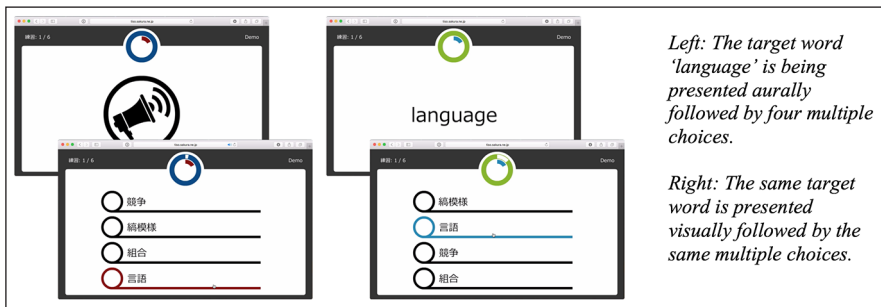 練習: 1 / 6
Demo
練習: 1 / 6
Demo
language
練習: 1 / 6
Demo
競争
縞模様
組合
言語
練習: 1 / 6
Demo
縞模様
言語
競争
組合
Left: The target word
‘language’ is being
presented aurally
followed by four multiple
choices.
Right: The same target
word is presented
visually followed by the
same multiple choices.